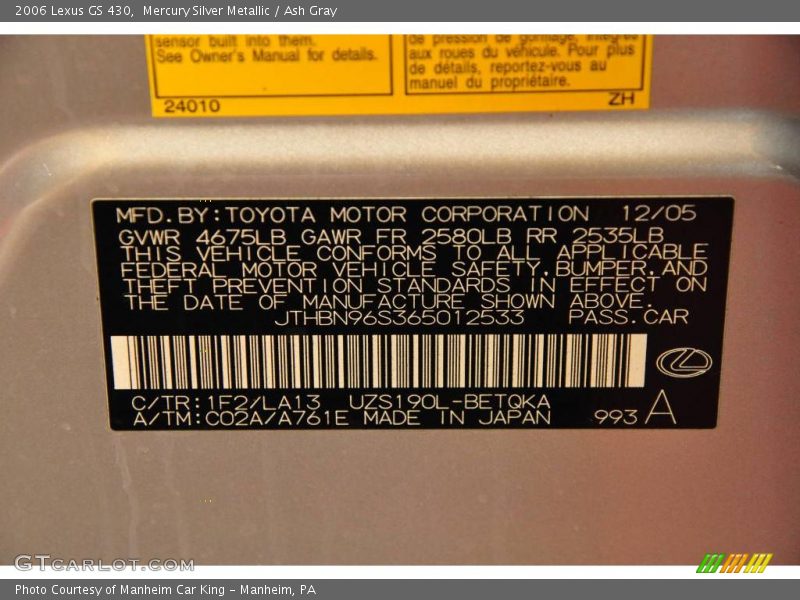 2006 Lexus GS 430, Mercury Silver Metallic / Ash Gray
sensor built into them.
See Owner's Manual for details.
24010
de pression de gonflage, intégrés
aux roues du véhicule. Pour plus
de détails, reportez-vous au
manuel du propriétaire.
ZH
MFD. BY: TOYOTA MOTOR CORPORATION 12/05
GVWR 4675LB GAWR FR 2580LB RR 2535LB
THIS VEHICLE CONFORMS TO ALL APPLICABLE
FEDERAL MOTOR VEHICLE SAFETY, BUMPER, AND
THEFT PREVENTION STANDARDS IN EFFECT ON
THE DATE OF MANUFACTURE SHOWN ABOVE.
JTHBN96S365012533 PASS. CAR
C/TR: 1F2/LA13 UZS190L-BETQKA
A/TM: C02A/A761E MADE IN JAPAN 993 A
GTCARLOT.COM
Photo Courtesy of Manheim Car King - Manheim, PA